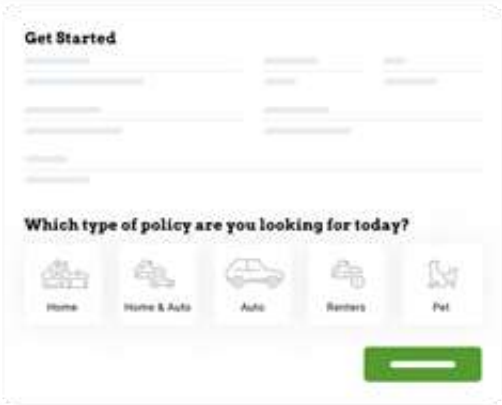 Get Started
Which type of policy are you looking for today?
Home
Home & Auto
Auto
Renters
Pet